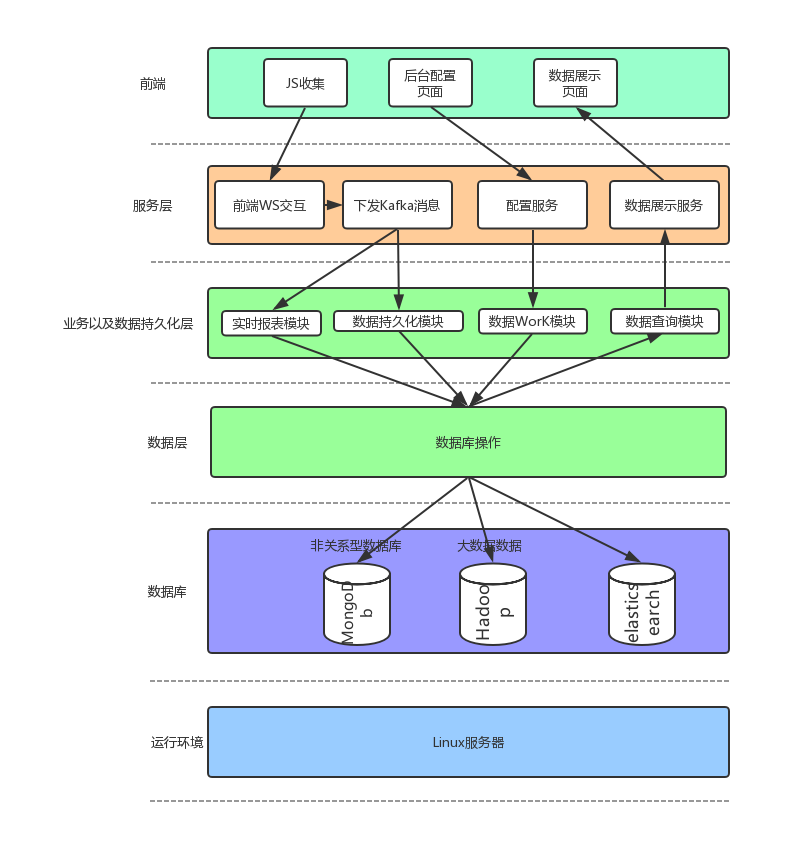 前端
JS收集
后台配置
页面
数据展示
页面
服务层
前端WS交互
下发Kafka消息
配置服务
数据展示服务
业务以及数据持久化层
实时报表模块
数据持久化模块
数据WorK模块
数据查询模块
数据层
数据库操作
数据库
非关系型数据库
大数据数据
MongoD
b
Hadoo
p
elastics
earch
运行环境
Linux服务器